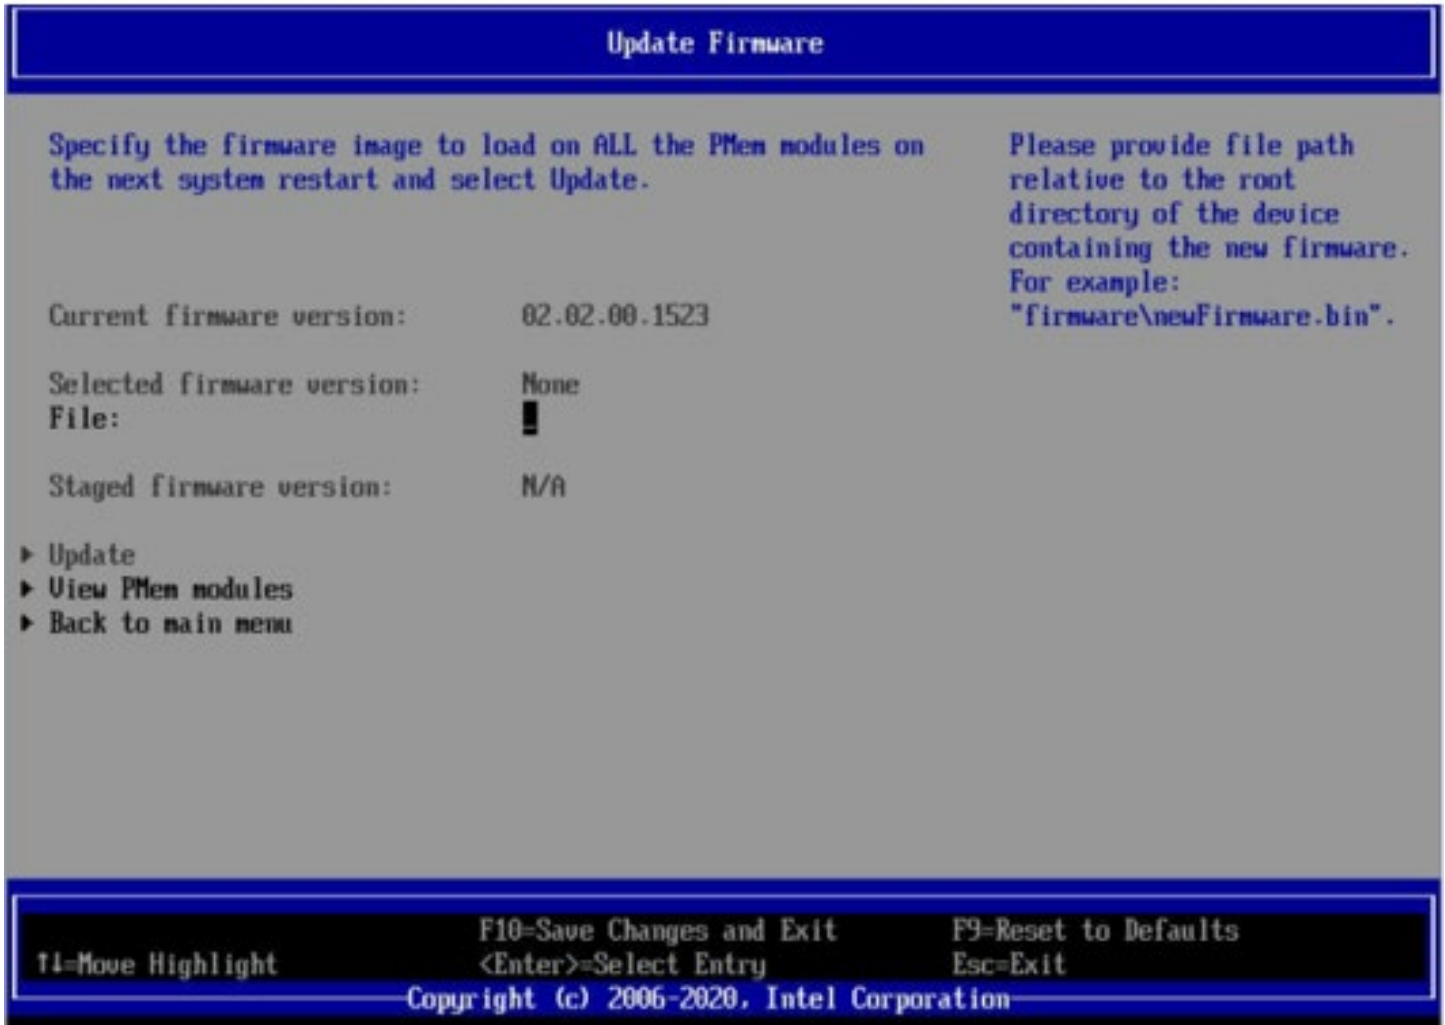 Update Firmware
Specify the firmware image to load on ALL the PMem modules on
the next system restart and select Update.
Please provide file path
relative to the root
directory of the device
containing the new firmware.
For example:
"firmware\newFirmware.bin".
Current firmware version: 02.02.00.1523
Selected firmware version: None
File: _
Staged firmware version: N/A
Update
View PMem modules
Back to main menu
F10=Save Changes and Exit F9=Reset to Defaults
↑↓=Move Highlight <Enter>=Select Entry Esc=Exit
Copyright (c) 2006-2020, Intel Corporation